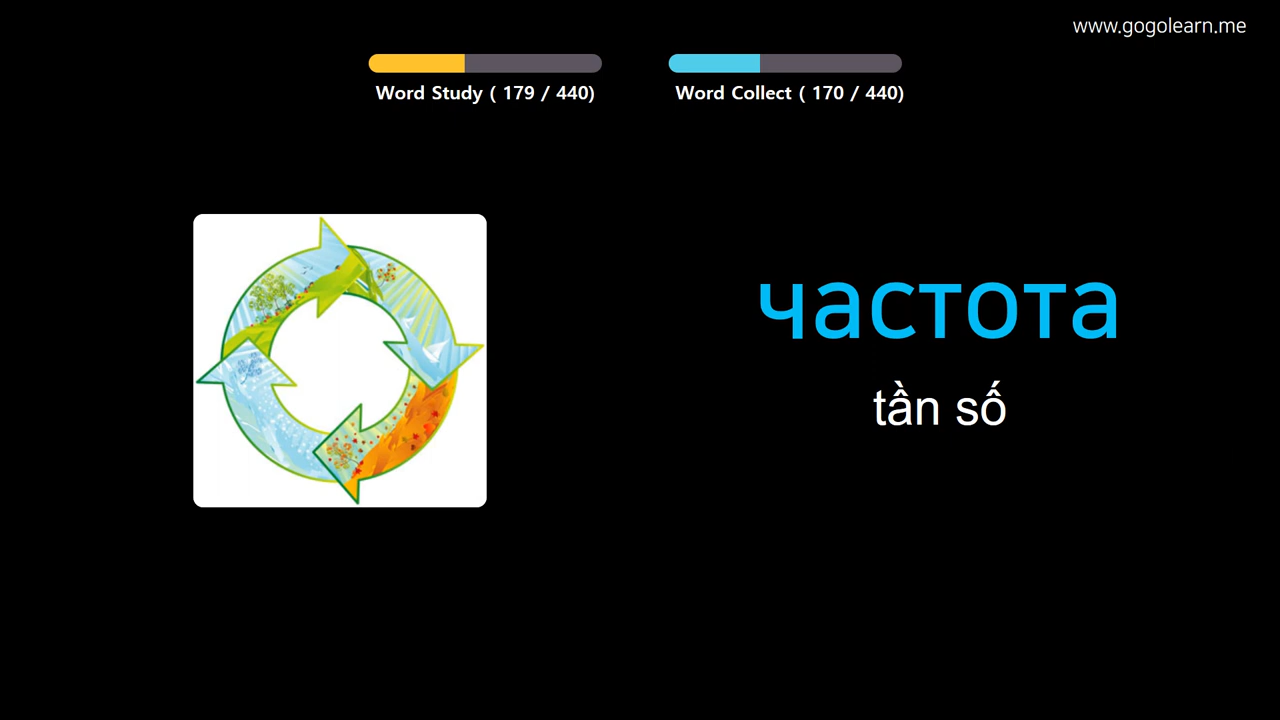 www.gogolearn.me
Word Study ( 179 / 440)
Word Collect ( 170 / 440)
частота
tần số